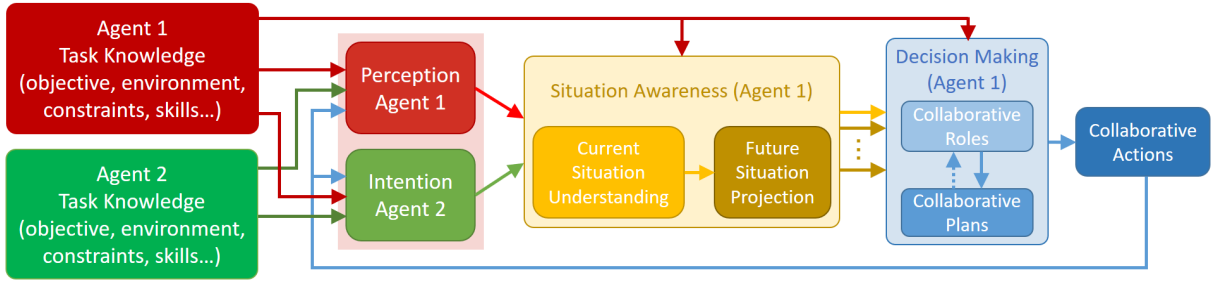 Agent 1
Task Knowledge
(objective, environment,
constraints, skills…)
Agent 2
Task Knowledge
(objective, environment,
constraints, skills…)
Perception
Agent 1
Intention
Agent 2
Situation Awareness (Agent 1)
Current
Situation
Understanding
Future
Situation
Projection
Decision Making
(Agent 1)
Collaborative
Roles
Collaborative
Plans
Collaborative
Actions